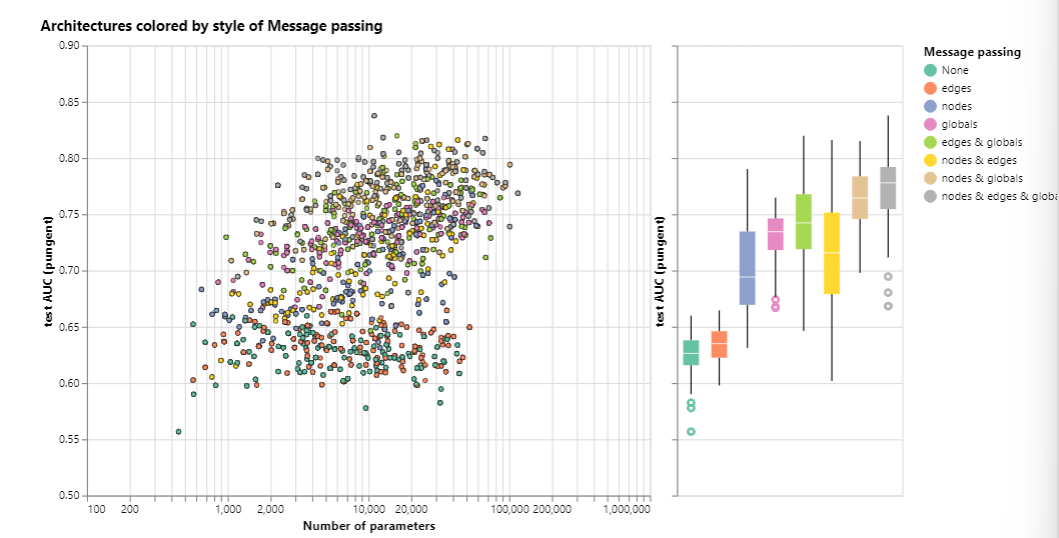 Architectures colored by style of Message passing
0.90
0.85
0.80
0.75
0.70
0.65
0.60
0.55
0.50
test AUC (pungent)
100 200 1,000 2,000 10,000 20,000 100,000 200,000 1,000,000
Number of parameters
test AUC (pungent)
Message passing
None
edges
nodes
globals
edges & globals
nodes & edges
nodes & globals
nodes & edges & globa